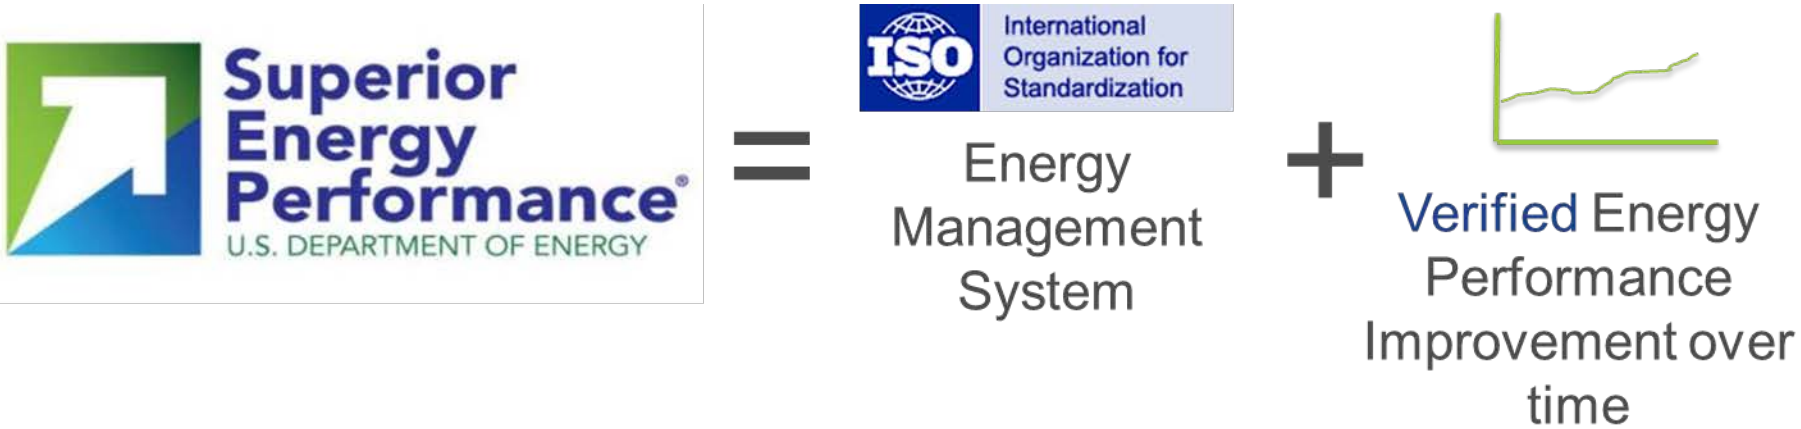 Superior
Energy
Performance®
U.S. DEPARTMENT OF ENERGY
=
ISO
International
Organization for
Standardization
Energy
Management
System
+
Verified Energy
Performance
Improvement over
time